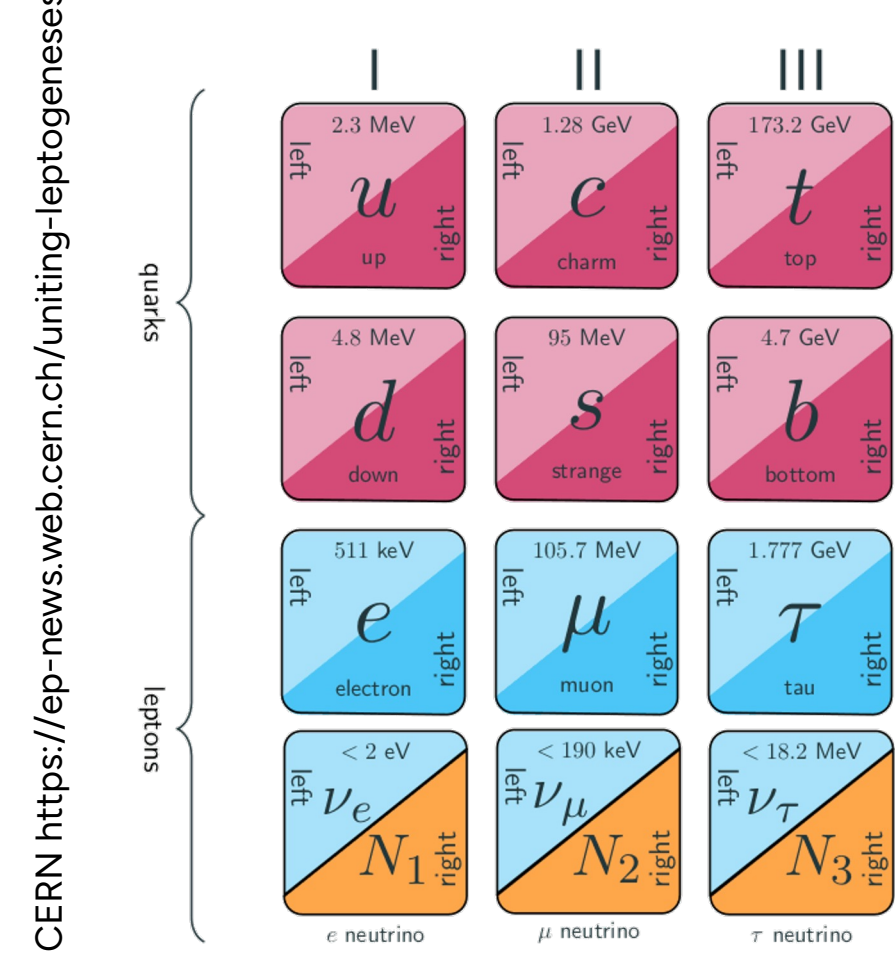 CERN https://ep-news.web.cern.ch/uniting-leptogeneses
I II III
quarks
2.3 MeV
left
u
right
up
1.28 GeV
left
c
right
charm
173.2 GeV
left
t
right
top
4.8 MeV
left
d
right
down
95 MeV
left
s
right
strange
4.7 GeV
left
b
right
bottom
leptons
511 keV
left
e
right
electron
105.7 MeV
left
μ
right
muon
1.777 GeV
left
τ
right
tau
< 2 eV
left
νe
N1
right
e neutrino
< 190 keV
left
νμ
N2
right
μ neutrino
< 18.2 MeV
left
ντ
N3
right
τ neutrino